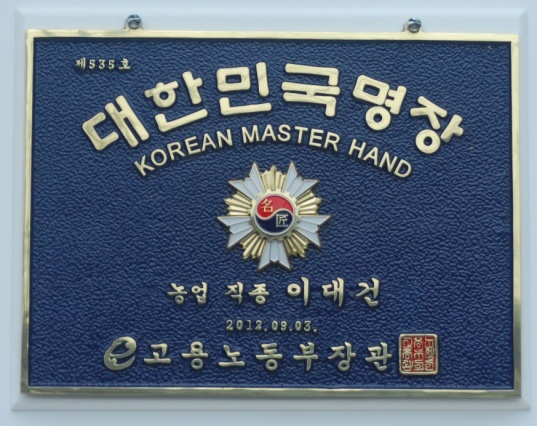 제535호
대한민국명장
KOREAN MASTER HAND
名匠
농업 직종 이대건
2012.09.03.
고용노동부장관